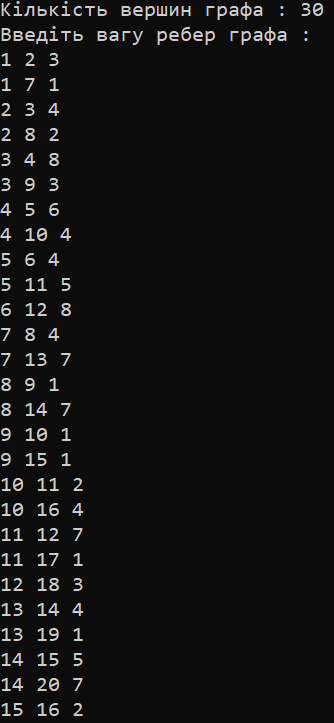 Кількість вершин графа : 30
Введіть вагу ребер графа :
1 2 3
1 7 1
2 3 4
2 8 2
3 4 8
3 9 3
4 5 6
4 10 4
5 6 4
5 11 5
6 12 8
7 8 4
7 13 7
8 9 1
8 14 7
9 10 1
9 15 1
10 11 2
10 16 4
11 12 7
11 17 1
12 18 3
13 14 4
13 19 1
14 15 5
14 20 7
15 16 2